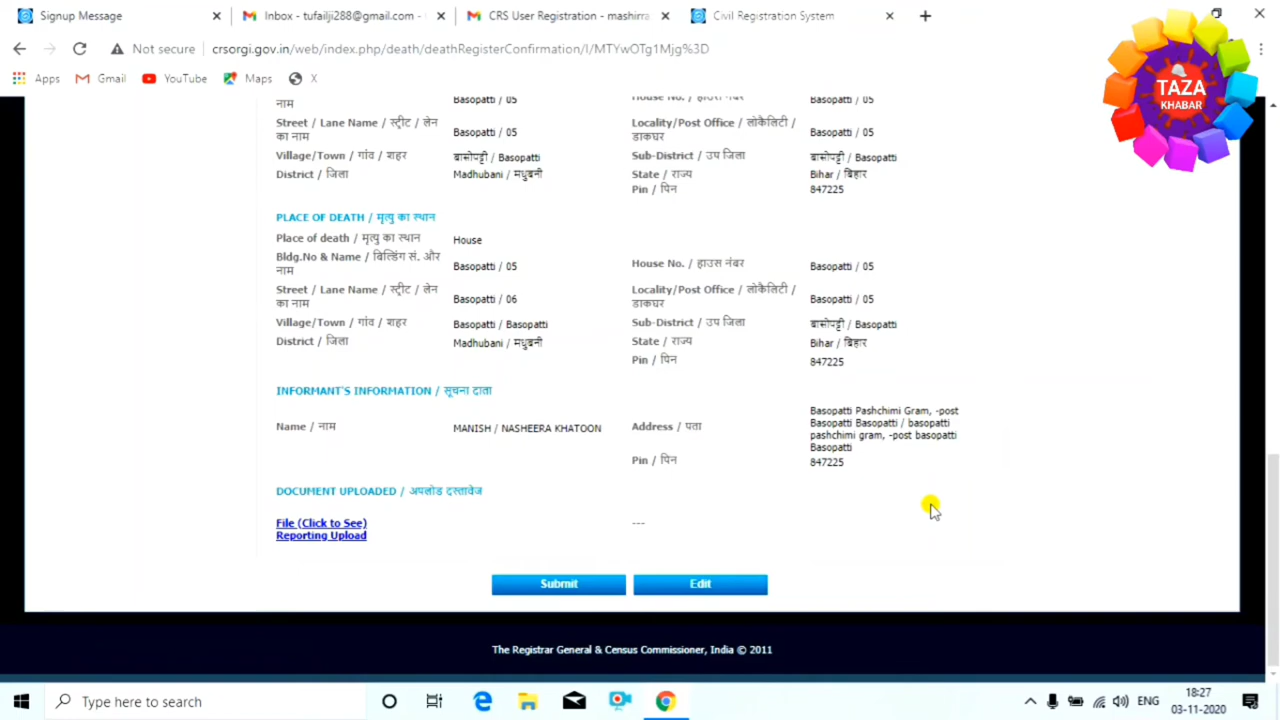 Signup Message
Inbox - tufailji288@gmail.com -
CRS User Registration - mashirra
Civil Registration System
Not secure
crsorgi.gov.in/web/index.php/death/deathRegisterConfirmation/I/MTYwOTg1Mjg%3D
Apps
Gmail
YouTube
Maps
X
TAZA
KHABAR
नाम
Basopatti / 05
House No. / हाउस नंबर
Basopatti / 05
Street / Lane Name / स्ट्रीट / लेन
का नाम
Basopatti / 05
Locality/Post Office / लोकैलिटी /
डाकघर
Basopatti / 05
Village/Town / गांव / शहर
बासोपट्टी / Basopatti
Sub-District / उप जिला
बासोपट्टी / Basopatti
District / जिला
Madhubani / मधुबनी
State / राज्य
Bihar / बिहार
Pin / पिन
847225
PLACE OF DEATH / मृत्यु का स्थान
Place of death / मृत्यु का स्थान
House
Bldg.No & Name / बिल्डिंग सं. और
नाम
Basopatti / 05
House No. / हाउस नंबर
Basopatti / 05
Street / Lane Name / स्ट्रीट / लेन
का नाम
Basopatti / 06
Locality/Post Office / लोकैलिटी /
डाकघर
Basopatti / 05
Village/Town / गांव / शहर
Basopatti / Basopatti
Sub-District / उप जिला
बासोपट्टी / Basopatti
District / जिला
Madhubani / मधुबनी
State / राज्य
Bihar / बिहार
Pin / पिन
847225
INFORMANT'S INFORMATION / सूचना दाता
Name / नाम
MANISH / NASHEERA KHATOON
Address / पता
Basopatti Pashchimi Gram, -post
Basopatti Basopatti / basopatti
pashchimi gram, -post basopatti
Basopatti
Pin / पिन
847225
DOCUMENT UPLOADED / अपलोड दस्तावेज
File (Click to See)
---
Reporting Upload
Submit
Edit
The Registrar General & Census Commissioner, India © 2011
Type here to search
ENG
18:27
03-11-2020